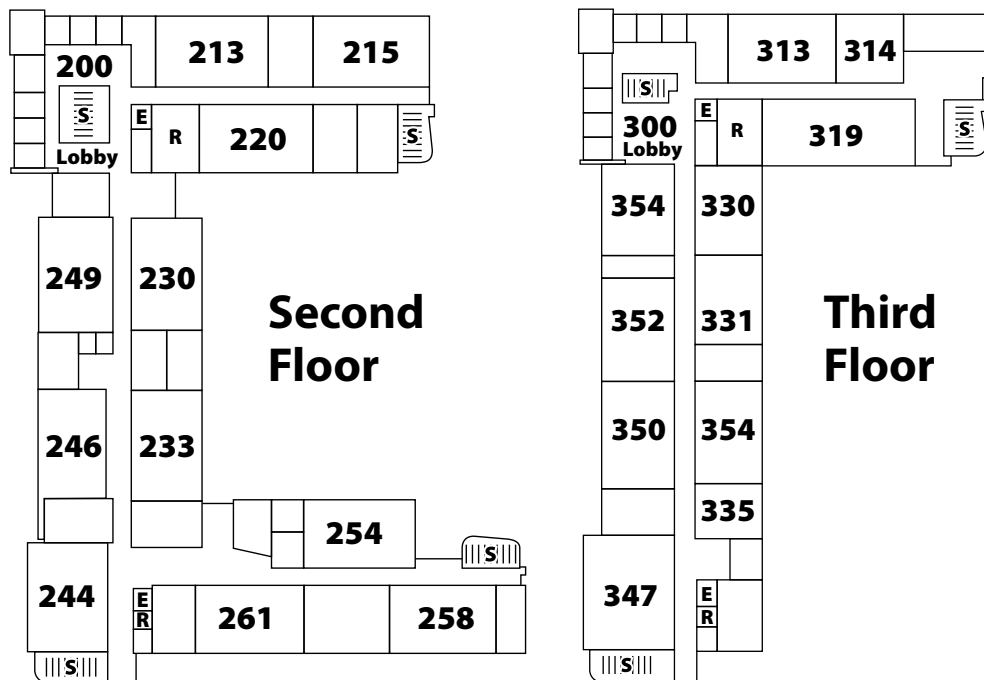 213
215
200
S
Lobby
E
R
220
S
249
230
Second
Floor
246
233
254
S
244
E
R
261
258
S
313
314
S
300
Lobby
E
R
319
S
354
330
352
331
Third
Floor
350
354
335
347
E
R
S